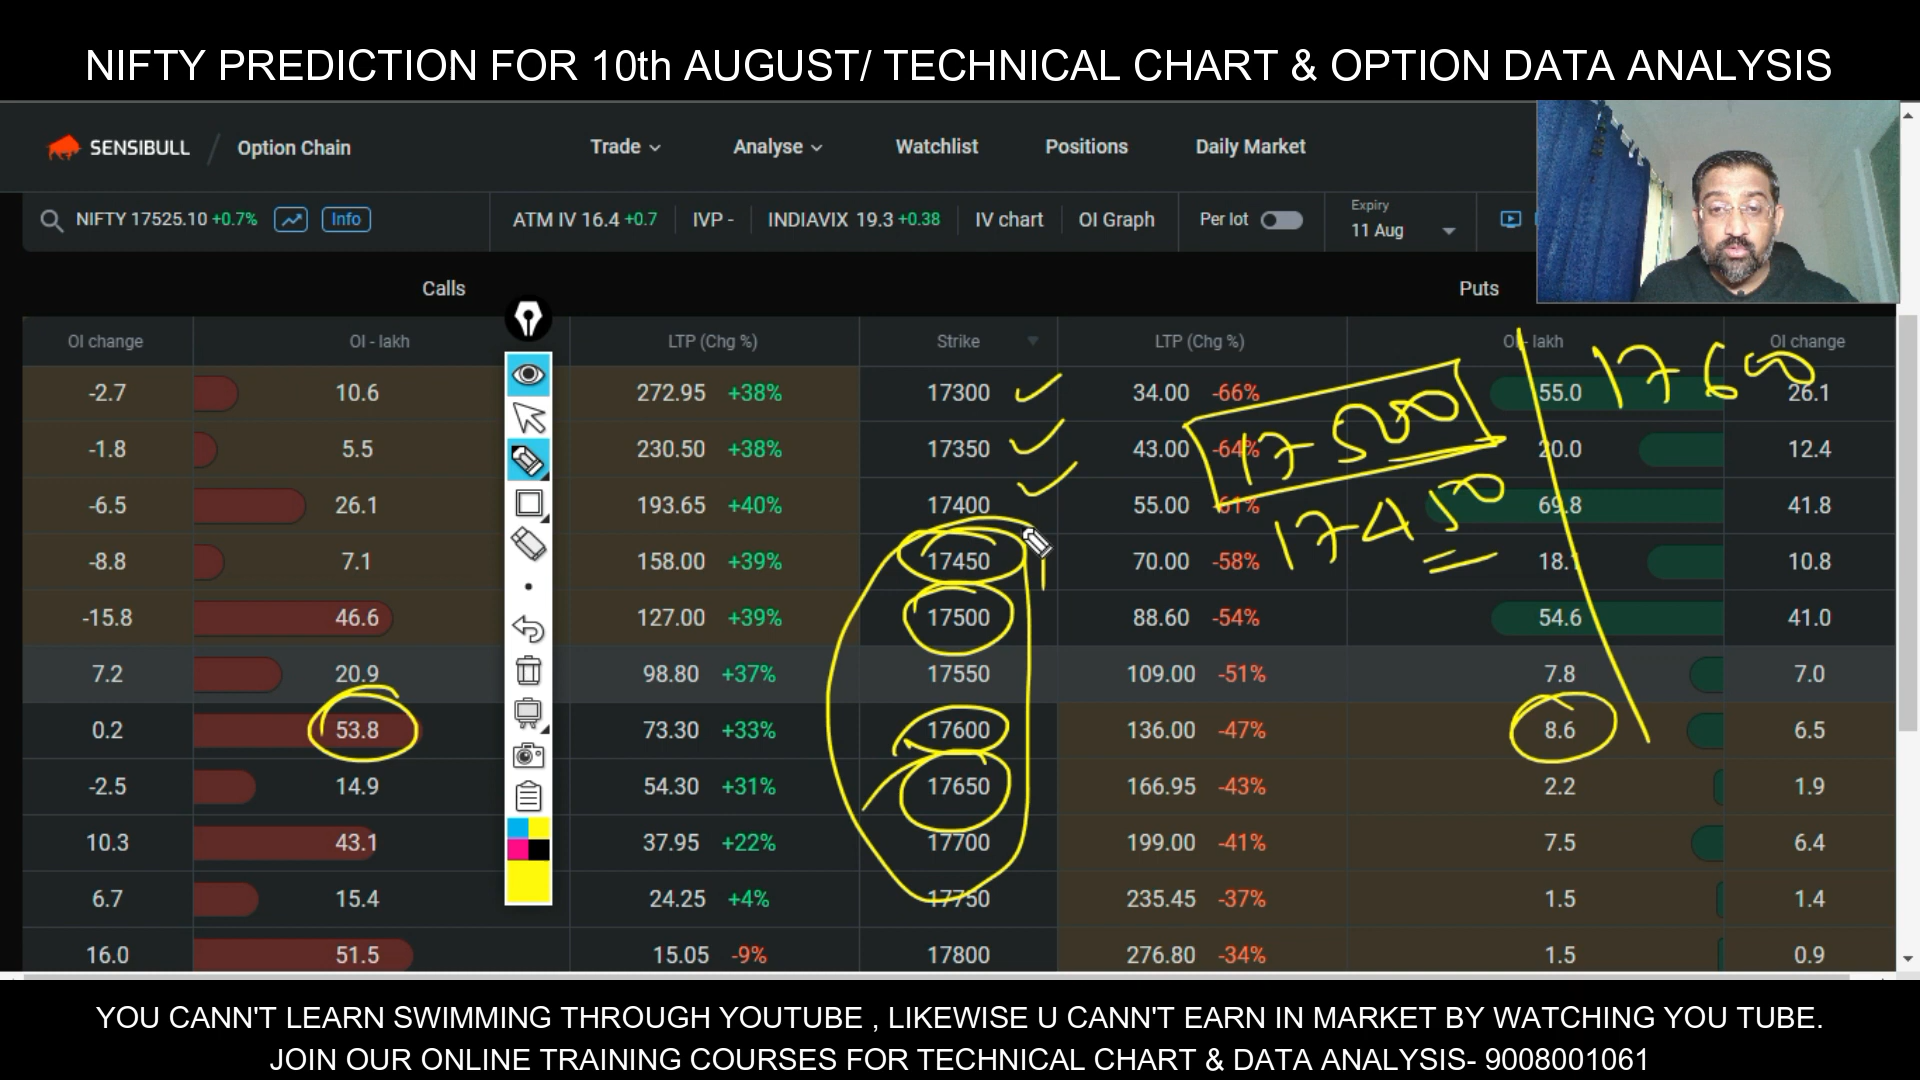 NIFTY PREDICTION FOR 10th AUGUST/ TECHNICAL CHART & OPTION DATA ANALYSIS
SENSIBULL / Option Chain Trade Analyse Watchlist Positions Daily Market
NIFTY 17525.10 +0.7% Info ATM IV 16.4 +0.7 IVP - INDIAVIX 19.3 +0.38 IV chart OI Graph Per lot Expiry 11 Aug
Calls Puts
OI change OI - lakh LTP (Chg %) Strike LTP (Chg %) OI - lakh OI change
17600
-2.7 10.6 272.95 +38% 17300 34.00 -66% 55.0 26.1
17500
-1.8 5.5 230.50 +38% 17350 43.00 -64% 20.0 12.4
-6.5 26.1 193.65 +40% 17400 55.00 -61% 69.8 41.8
17450
-8.8 7.1 158.00 +39% 17450 70.00 -58% 18.1 10.8
-15.8 46.6 127.00 +39% 17500 88.60 -54% 54.6 41.0
7.2 20.9 98.80 +37% 17550 109.00 -51% 7.8 7.0
0.2 53.8 73.30 +33% 17600 136.00 -47% 8.6 6.5
-2.5 14.9 54.30 +31% 17650 166.95 -43% 2.2 1.9
10.3 43.1 37.95 +22% 17700 199.00 -41% 7.5 6.4
6.7 15.4 24.25 +4% 17750 235.45 -37% 1.5 1.4
16.0 51.5 15.05 -9% 17800 276.80 -34% 1.5 0.9
YOU CANN'T LEARN SWIMMING THROUGH YOUTUBE , LIKEWISE U CANN'T EARN IN MARKET BY WATCHING YOU TUBE.
JOIN OUR ONLINE TRAINING COURSES FOR TECHNICAL CHART & DATA ANALYSIS- 9008001061